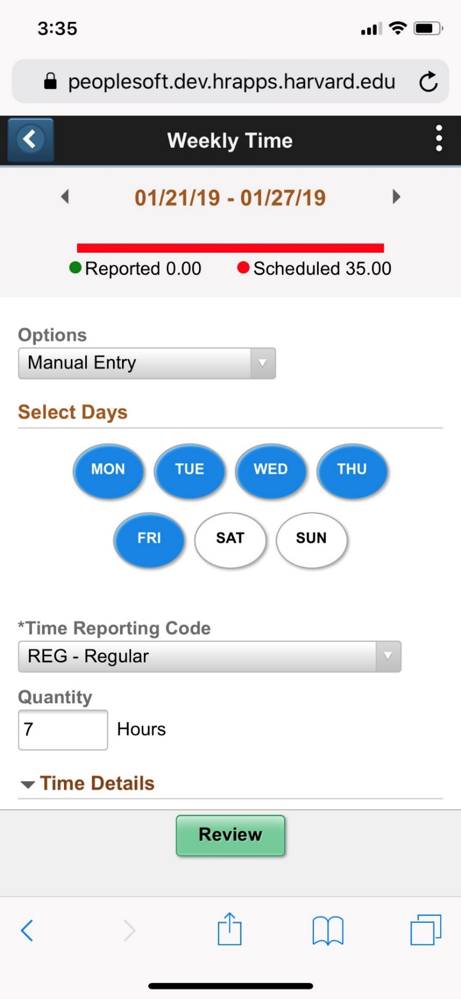 3:35
peoplesoft.dev.hrapps.harvard.edu
Weekly Time
01/21/19 - 01/27/19
Reported 0.00 Scheduled 35.00
Options
Manual Entry
Select Days
MON TUE WED THU
FRI SAT SUN
*Time Reporting Code
REG - Regular
Quantity
7 Hours
Time Details
Review